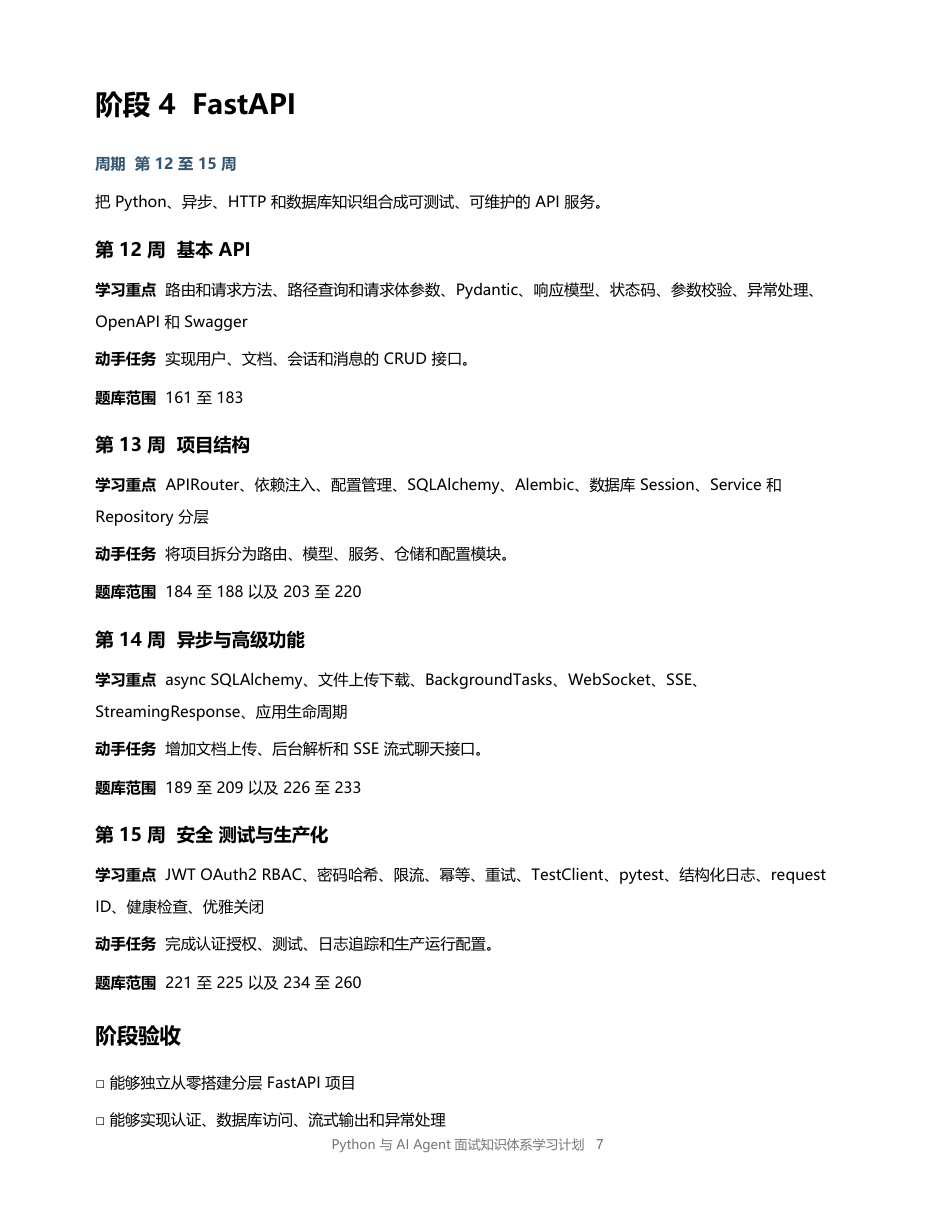 阶段 4  FastAPI
周期  第 12 至 15 周
把 Python、异步、HTTP 和数据库知识组合成可测试、可维护的 API 服务。
第 12 周  基本 API
学习重点  路由和请求方法、路径查询和请求体参数、Pydantic、响应模型、状态码、参数校验、异常处理、
OpenAPI 和 Swagger
动手任务  实现用户、文档、会话和消息的 CRUD 接口。
题库范围  161 至 183
第 13 周  项目结构
学习重点  APIRouter、依赖注入、配置管理、SQLAlchemy、Alembic、数据库 Session、Service 和
Repository 分层
动手任务  将项目拆分为路由、模型、服务、仓储和配置模块。
题库范围  184 至 188 以及 203 至 220
第 14 周  异步与高级功能
学习重点  async SQLAlchemy、文件上传下载、BackgroundTasks、WebSocket、SSE、
StreamingResponse、应用生命周期
动手任务  增加文档上传、后台解析和 SSE 流式聊天接口。
题库范围  189 至 209 以及 226 至 233
第 15 周  安全 测试与生产化
学习重点  JWT OAuth2 RBAC、密码哈希、限流、幂等、重试、TestClient、pytest、结构化日志、request
ID、健康检查、优雅关闭
动手任务  完成认证授权、测试、日志追踪和生产运行配置。
题库范围  221 至 225 以及 234 至 260
阶段验收
□ 能够独立从零搭建分层 FastAPI 项目
□ 能够实现认证、数据库访问、流式输出和异常处理
Python 与 AI Agent 面试知识体系学习计划   7